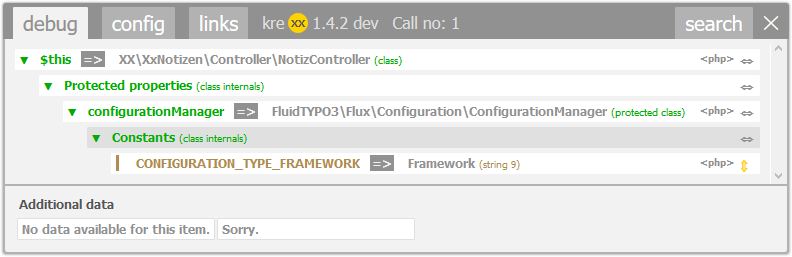 debug config links kre xx 1.4.2 dev Call no: 1 search
▼ $this => XX\XxNotizen\Controller\NotizController (class) <php>
▼ Protected properties (class internals)
▼ configurationManager => FluidTYPO3\Flux\Configuration\ConfigurationManager (protected class) <php>
▼ Constants (class internals)
CONFIGURATION_TYPE_FRAMEWORK => Framework (string 9) <php>
Additional data
No data available for this item. Sorry.